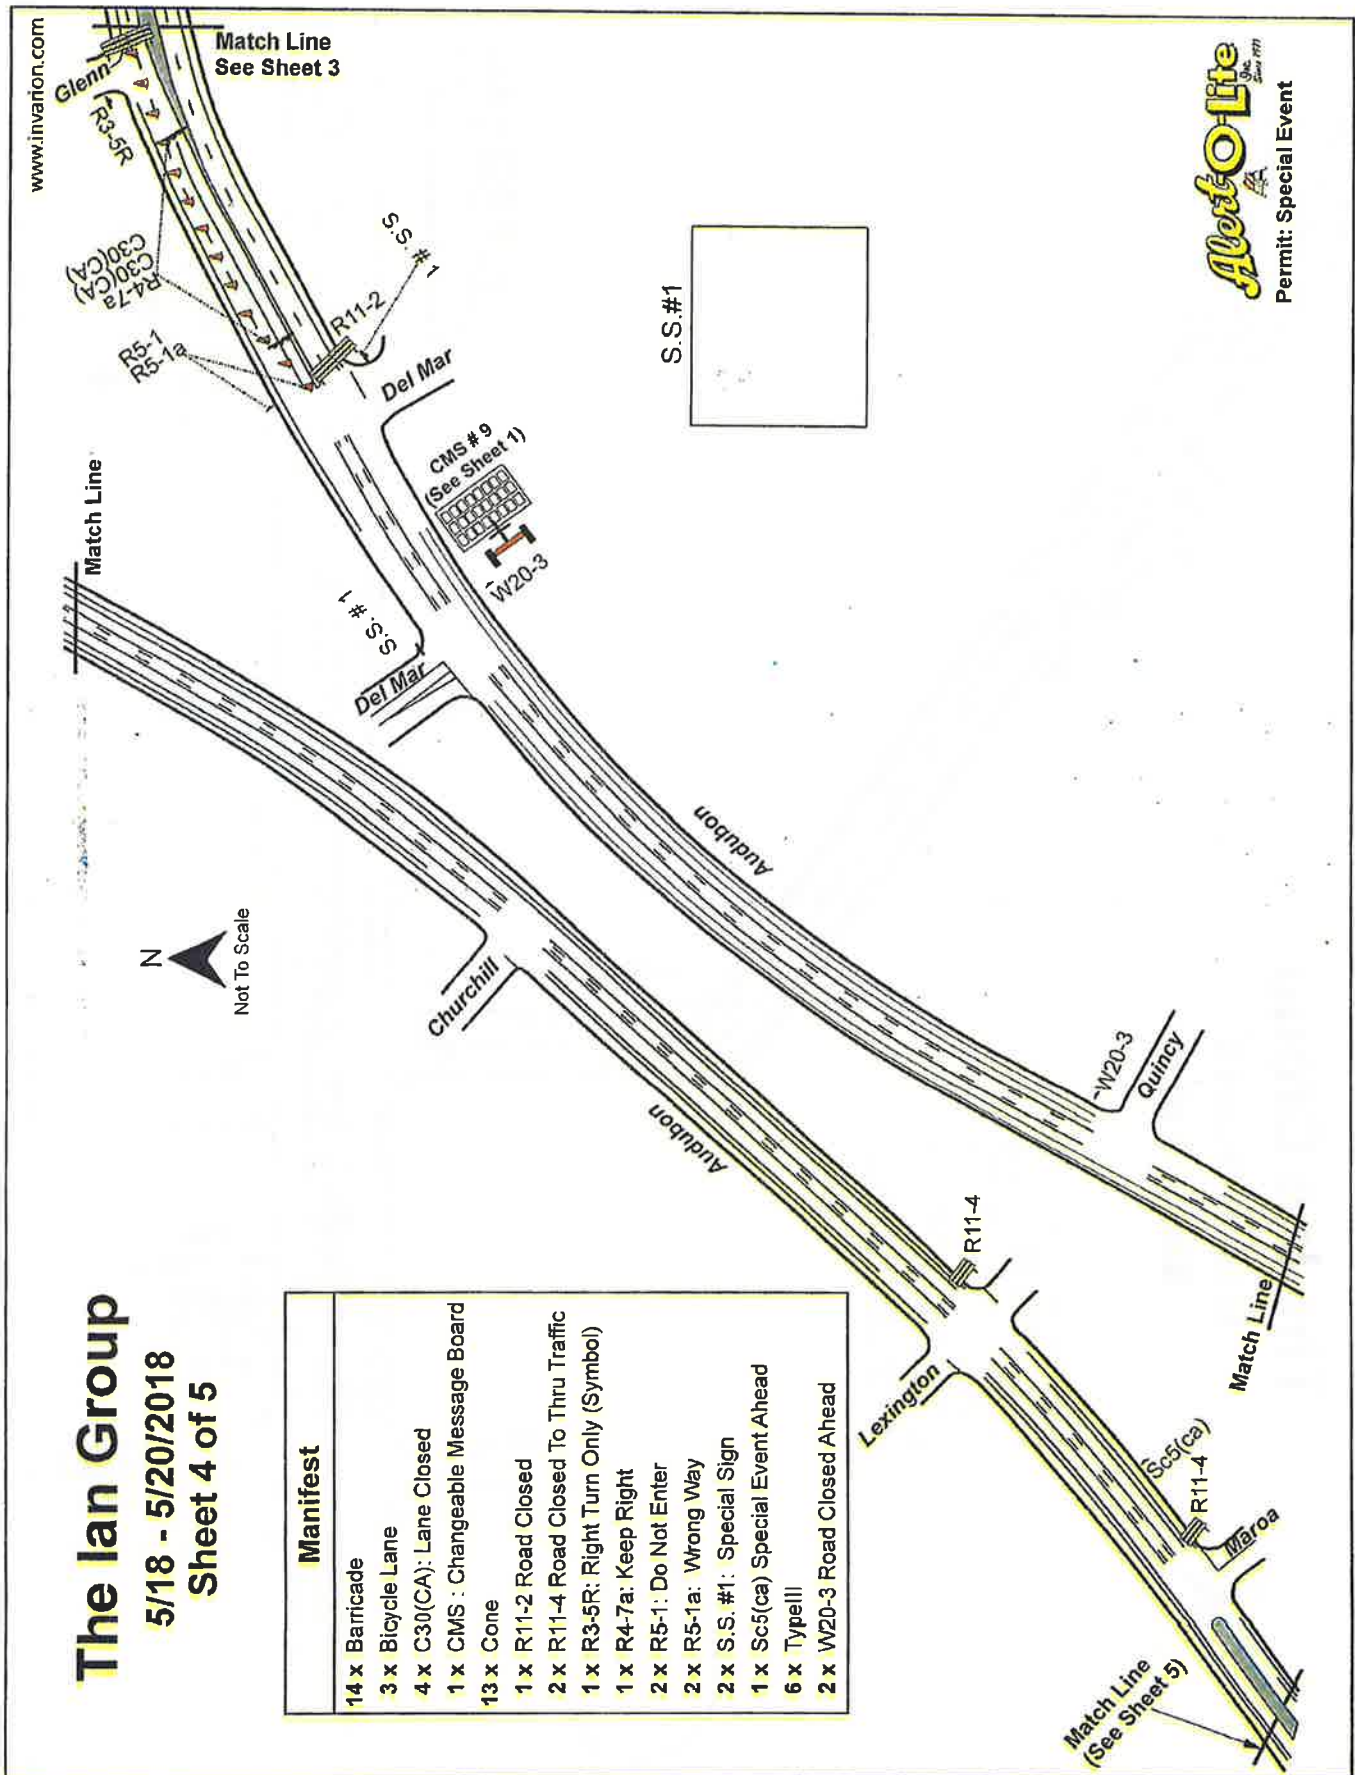 The Ian Group
5/18 - 5/20/2018
Sheet 4 of 5
Manifest
14 x Barricade
3 x Bicycle Lane
4 x C30(CA): Lane Closed
1 x CMS : Changeable Message Board
13 x Cone
1 x R11-2 Road Closed
2 x R11-4 Road Closed To Thru Traffic
1 x R3-5R: Right Turn Only (Symbol)
1 x R4-7a: Keep Right
2 x R5-1: Do Not Enter
2 x R5-1a: Wrong Way
2 x S.S. #1: Special Sign
1 x Sc5(ca) Special Event Ahead
6 x TypeIII
2 x W20-3 Road Closed Ahead
N
Not To Scale
www.invarion.com
Match Line
See Sheet 3
Glenn
R3-5R
C30(CA)
C30(CA)
R4-7a
R5-1
R5-1a
S.S. # 1
R11-2
Match Line
Del Mar
CMS # 9
(See Sheet 1)
W20-3
S.S. # 1
Del Mar
S.S.#1
Churchill
Audubon
Audubon
W20-3
Quincy
R11-4
Lexington
Match Line
Sc5(ca)
R11-4
Maroa
Match Line
(See Sheet 5)
Alert-O-Lite
Inc.
Since 1977
Permit: Special Event